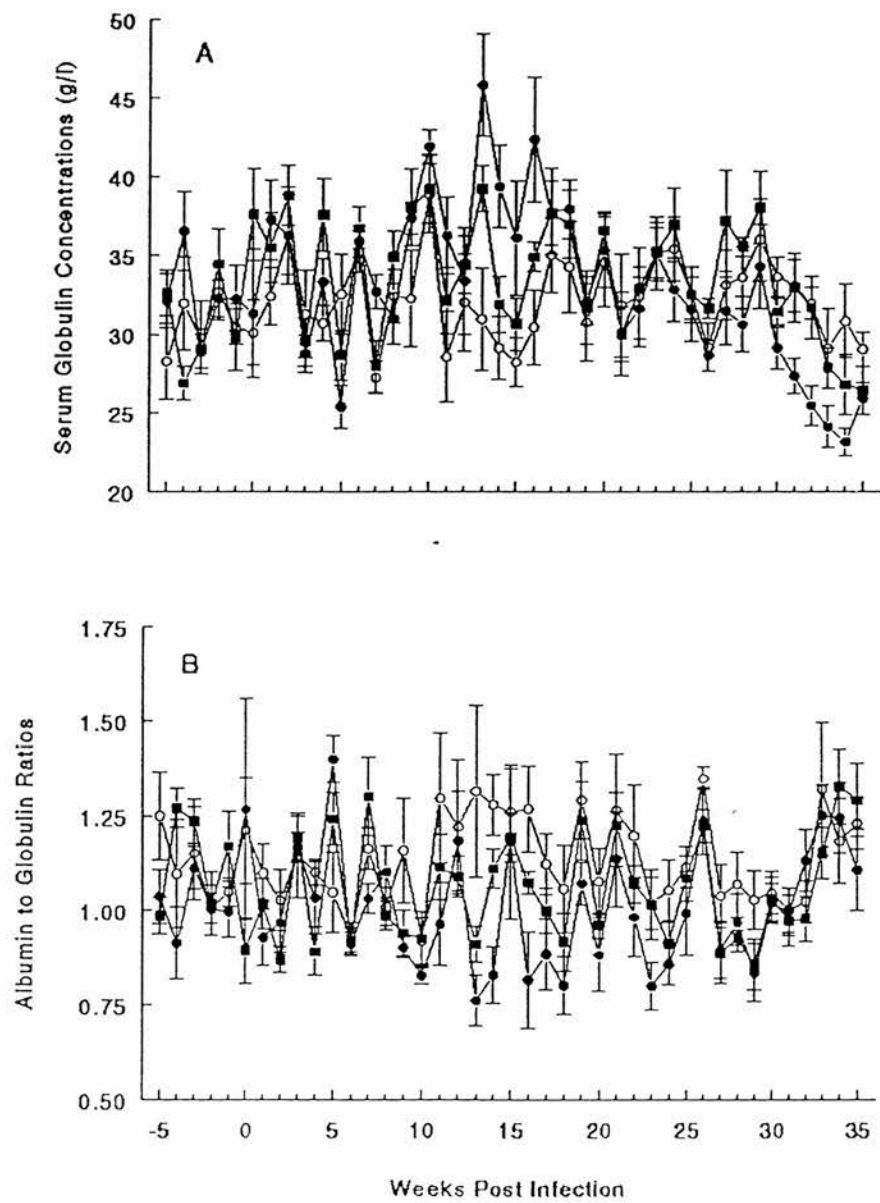 A
Serum Globulin Concentrations (g/l)
50
45
40
35
30
25
20
B
Albumin to Globulin Ratios
1.75
1.50
1.25
1.00
0.75
0.50
-5 0 5 10 15 20 25 30 35
Weeks Post Infection